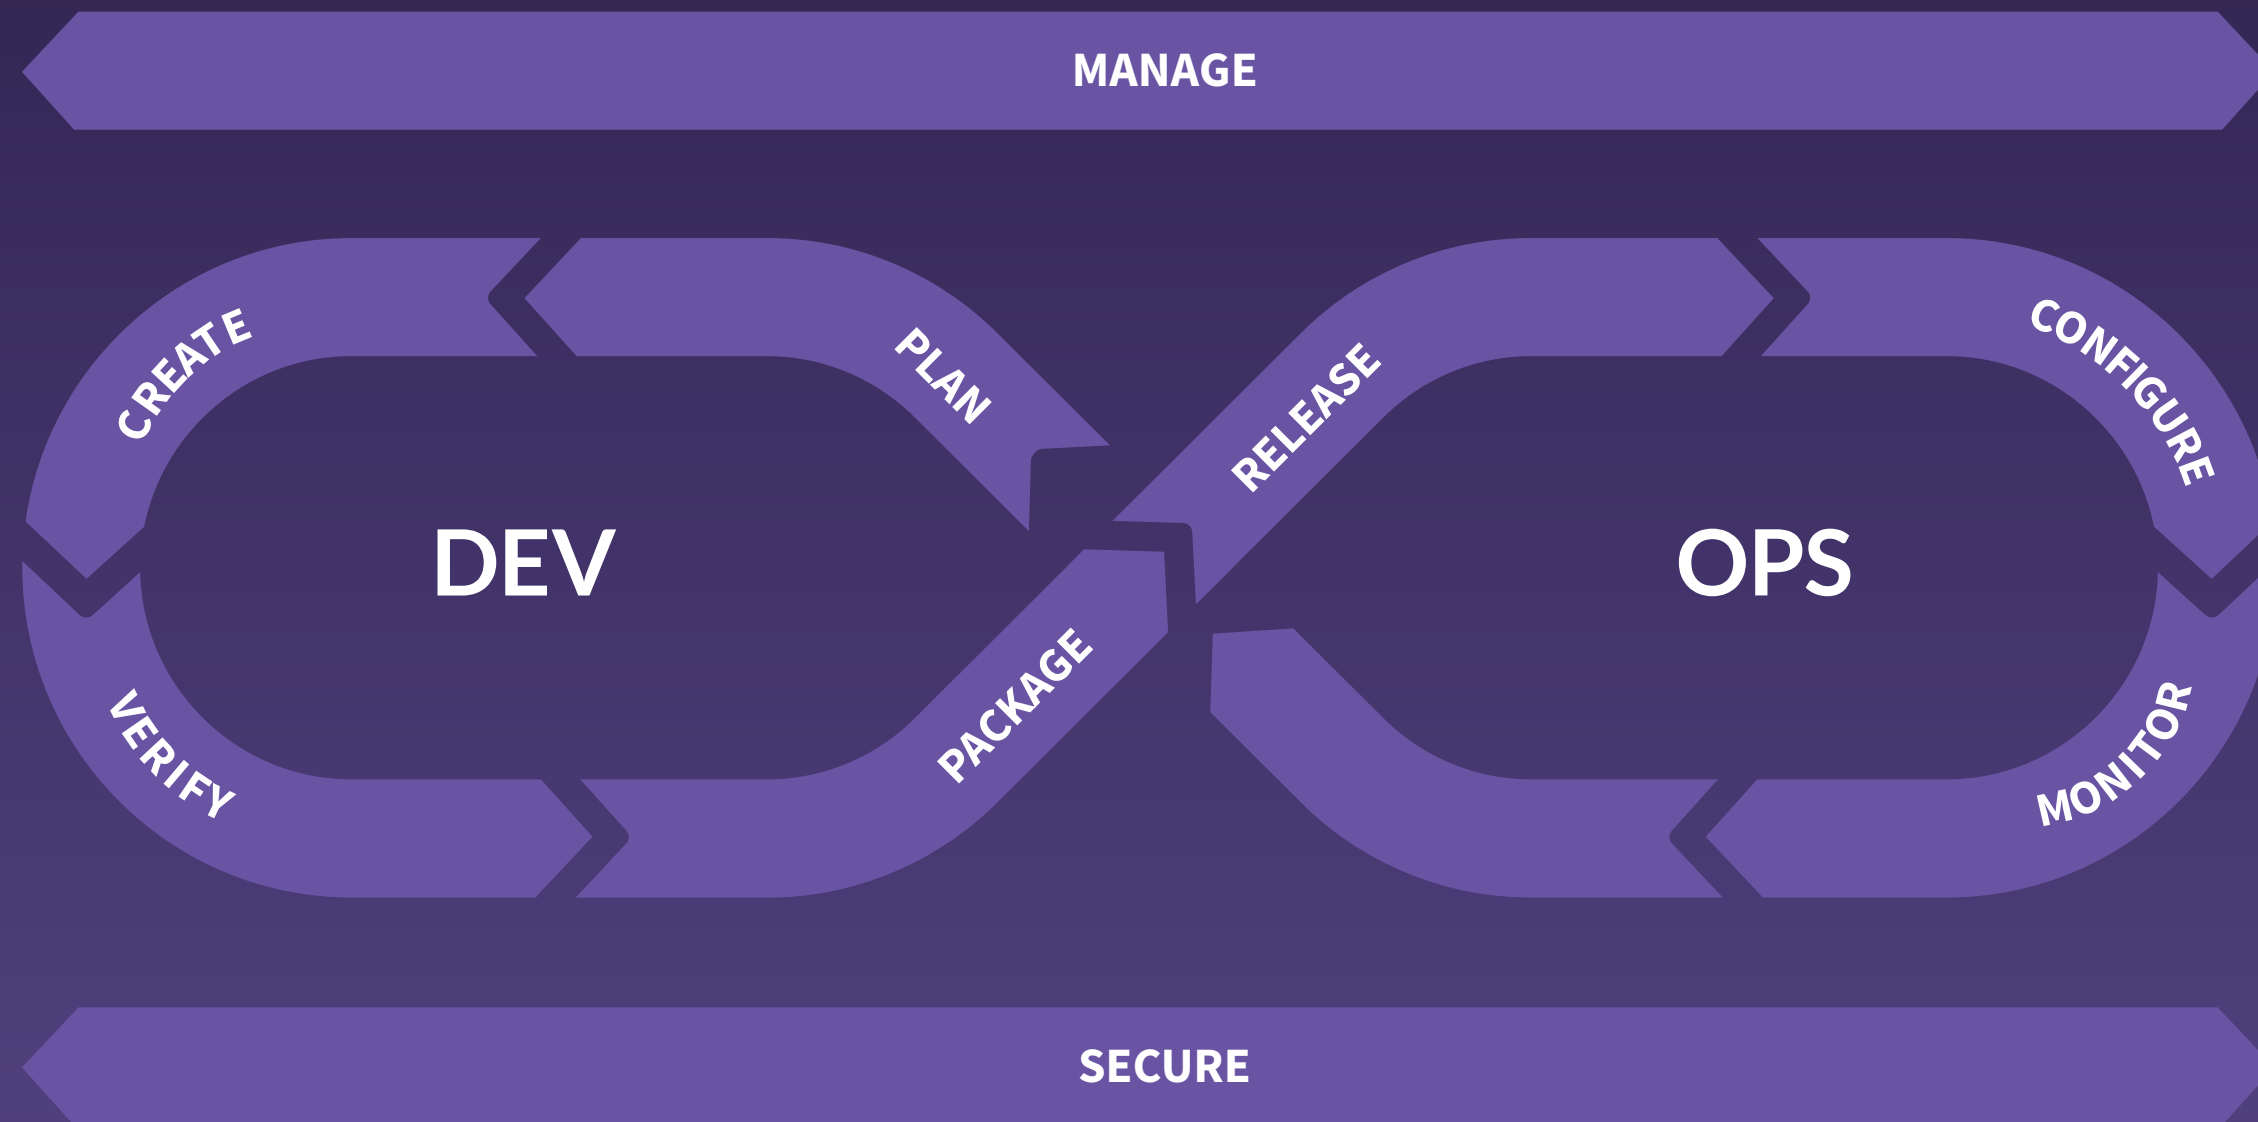 MANAGE
CREATE
PLAN
RELEASE
CONFIGURE
DEV
OPS
VERIFY
PACKAGE
MONITOR
SECURE